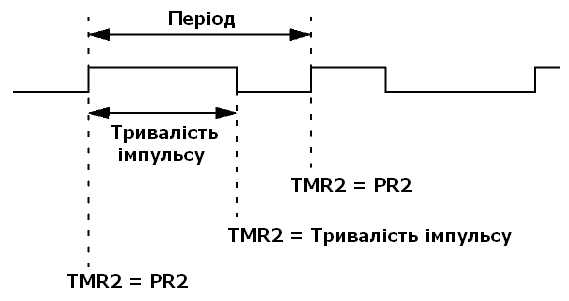 Період
Тривалість
імпульсу
TMR2 = PR2
TMR2 = Тривалість імпульсу
TMR2 = PR2